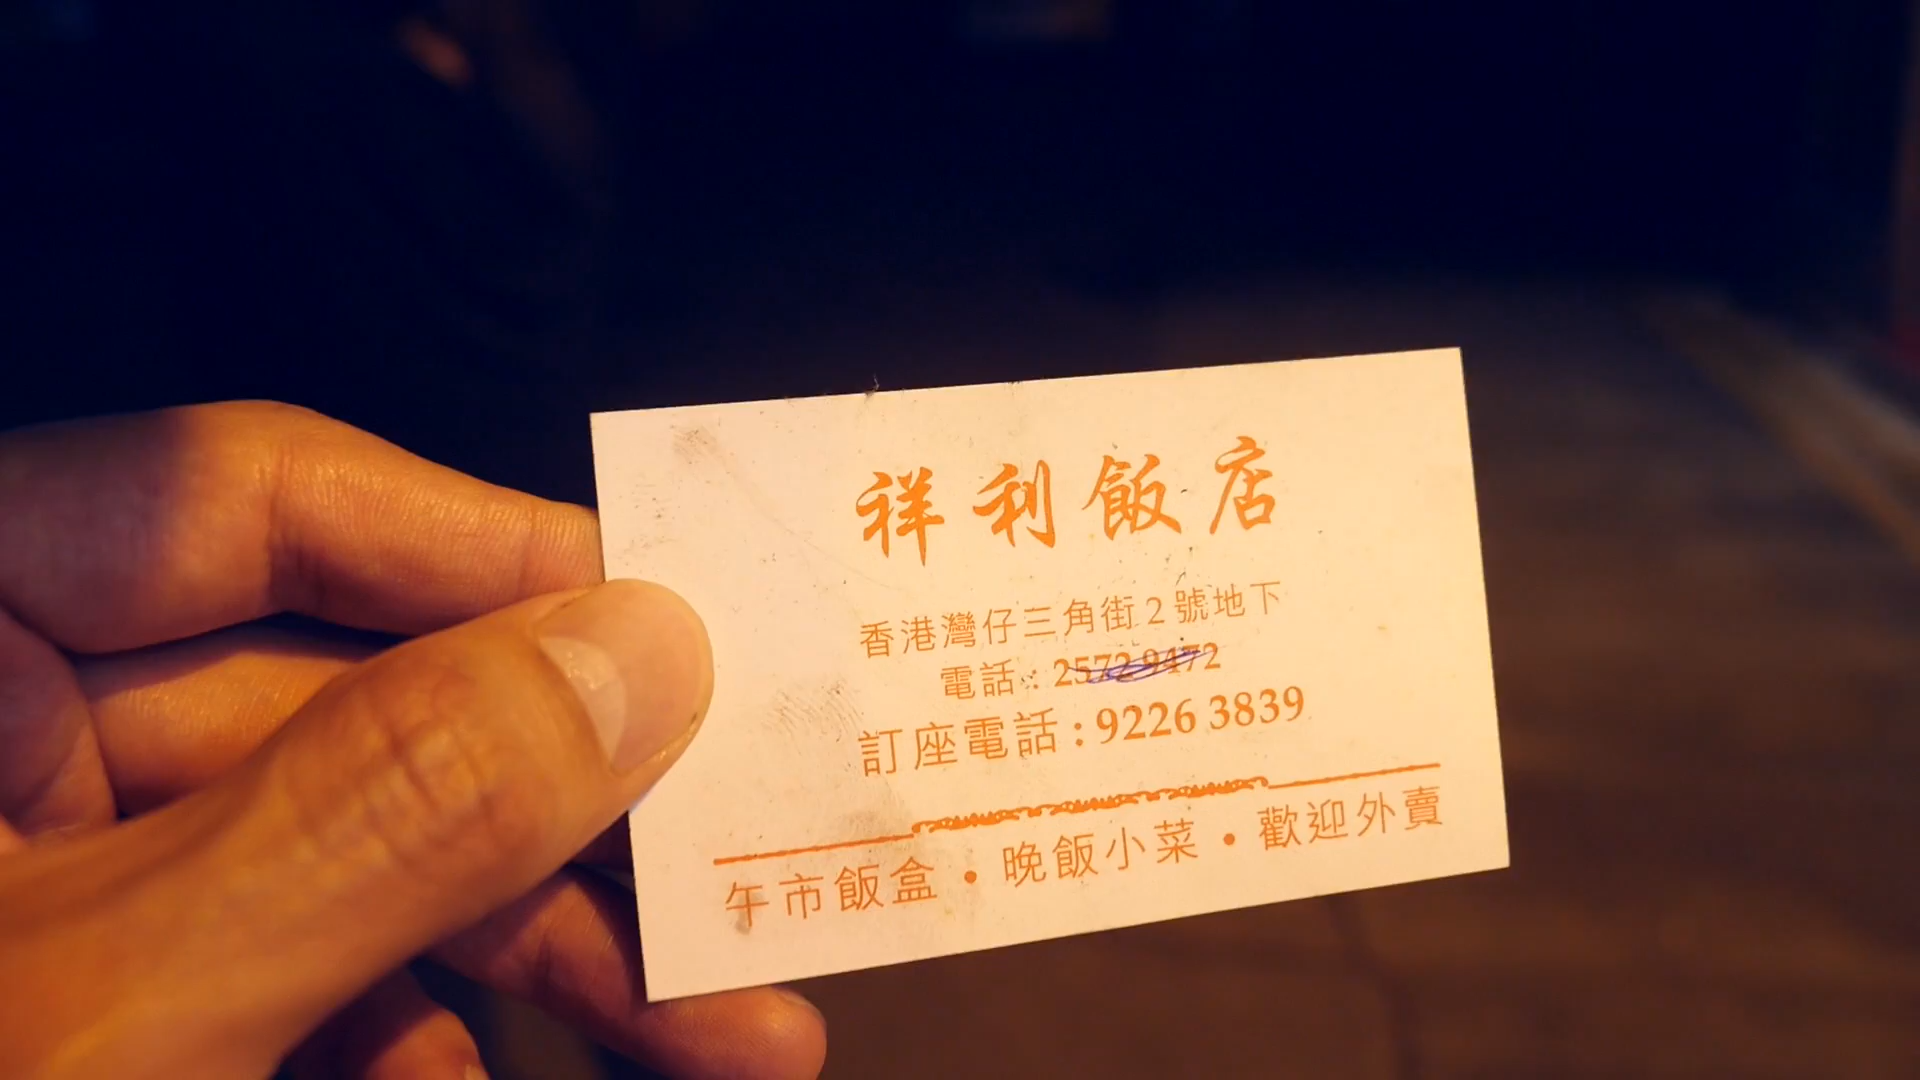 祥利飯店
香港灣仔三角街2號地下
電話：2572 9472
訂座電話：9226 3839
午市飯盒•晚飯小菜•歡迎外賣